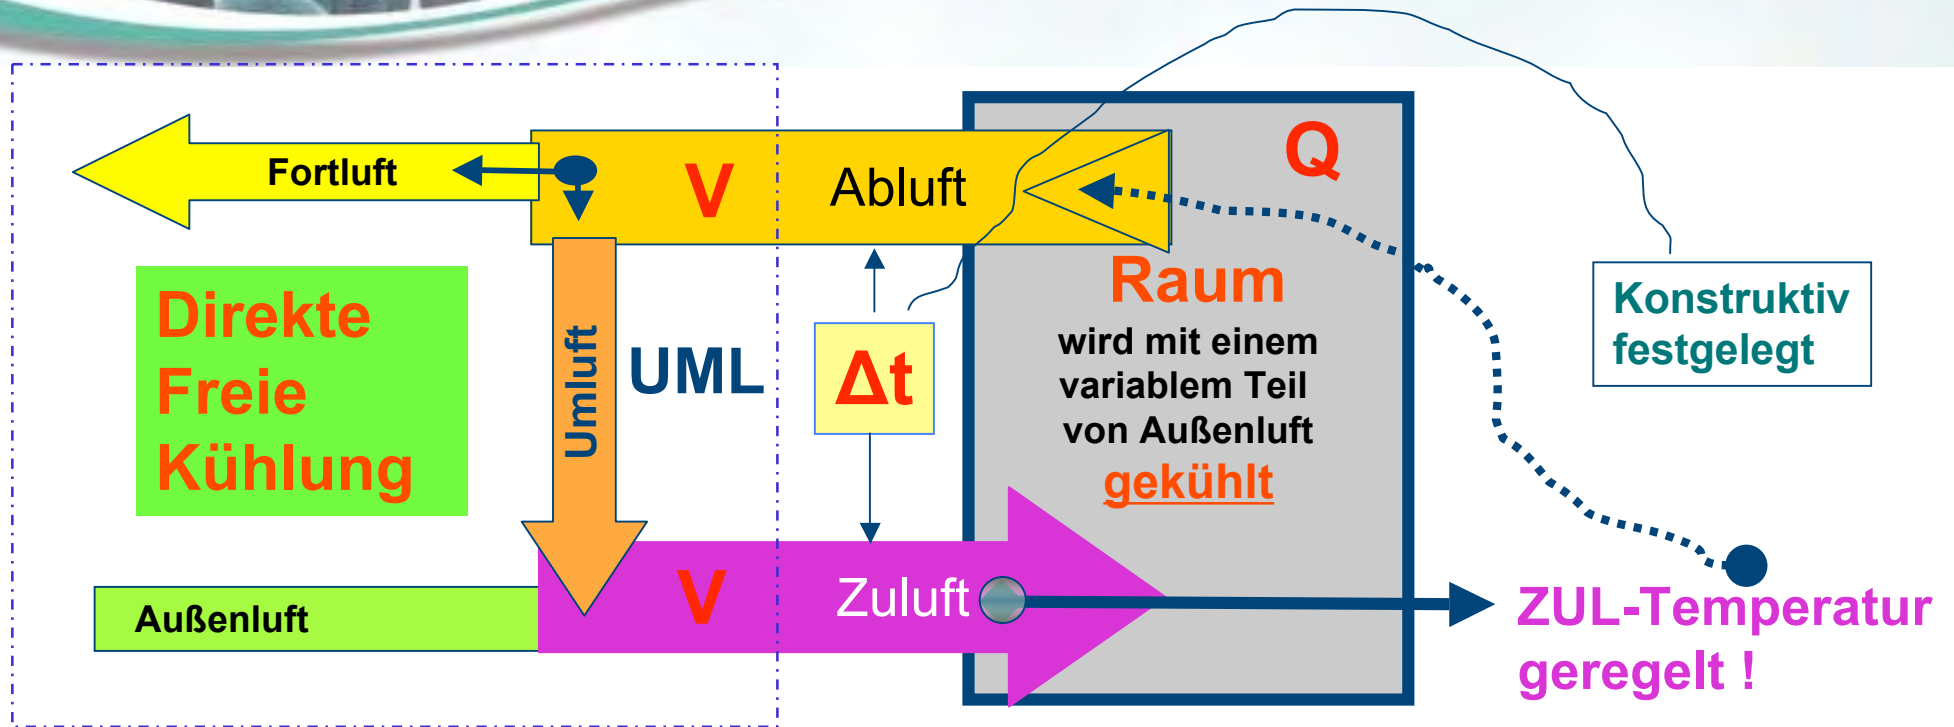 Fortluft
V
Abluft
Q
Direkte
Freie
Kühlung
Umluft
UML
Δt
Raum
wird mit einem
variablem Teil
von Außenluft
gekühlt
Konstruktiv
festgelegt
Außenluft
V
Zuluft
ZUL-Temperatur
geregelt !